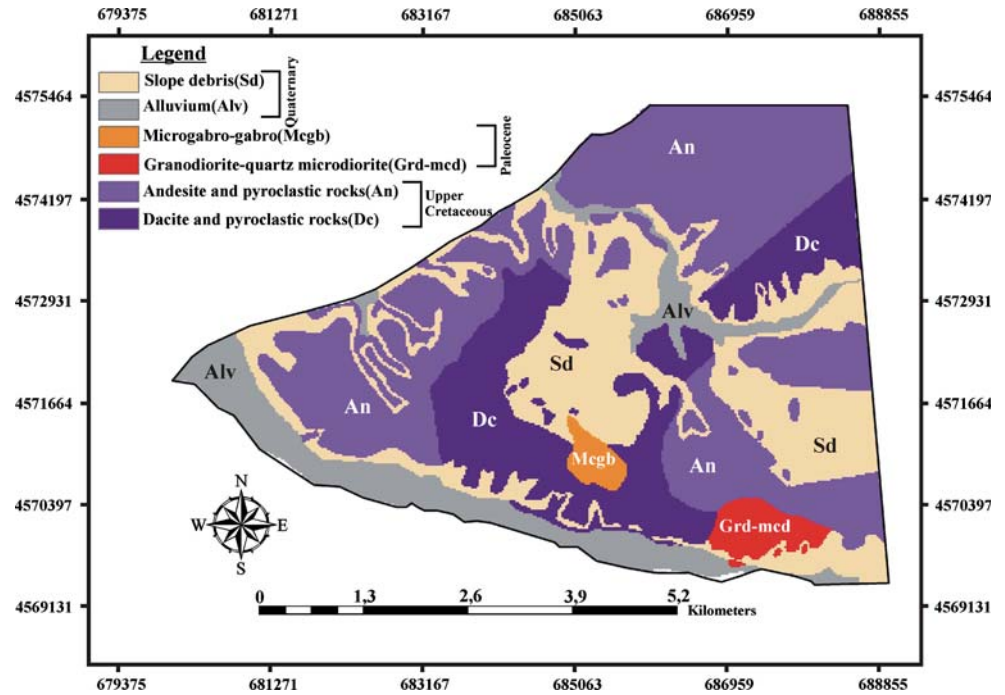 679375 681271 683167 685063 686959 688855
Legend
Slope debris(Sd)
Alluvium(Alv)
Quaternary
Microgabro-gabro(Mcgb)
Granodiorite-quartz microdiorite(Grd-mcd)
Paleocene
Andesite and pyroclastic rocks(An)
Dacite and pyroclastic rocks(Dc)
Upper
Cretaceous
4575464 4575464
4574197 4574197
4572931 4572931
4571664 4571664
4570397 4570397
4569131 4569131
An
Dc
Alv
Sd
Alv
An
Dc
Sd
Mcgb
An
Grd-mcd
N
W E
S
0 1,3 2,6 3,9 5,2
Kilometers
679375 681271 683167 685063 686959 688855